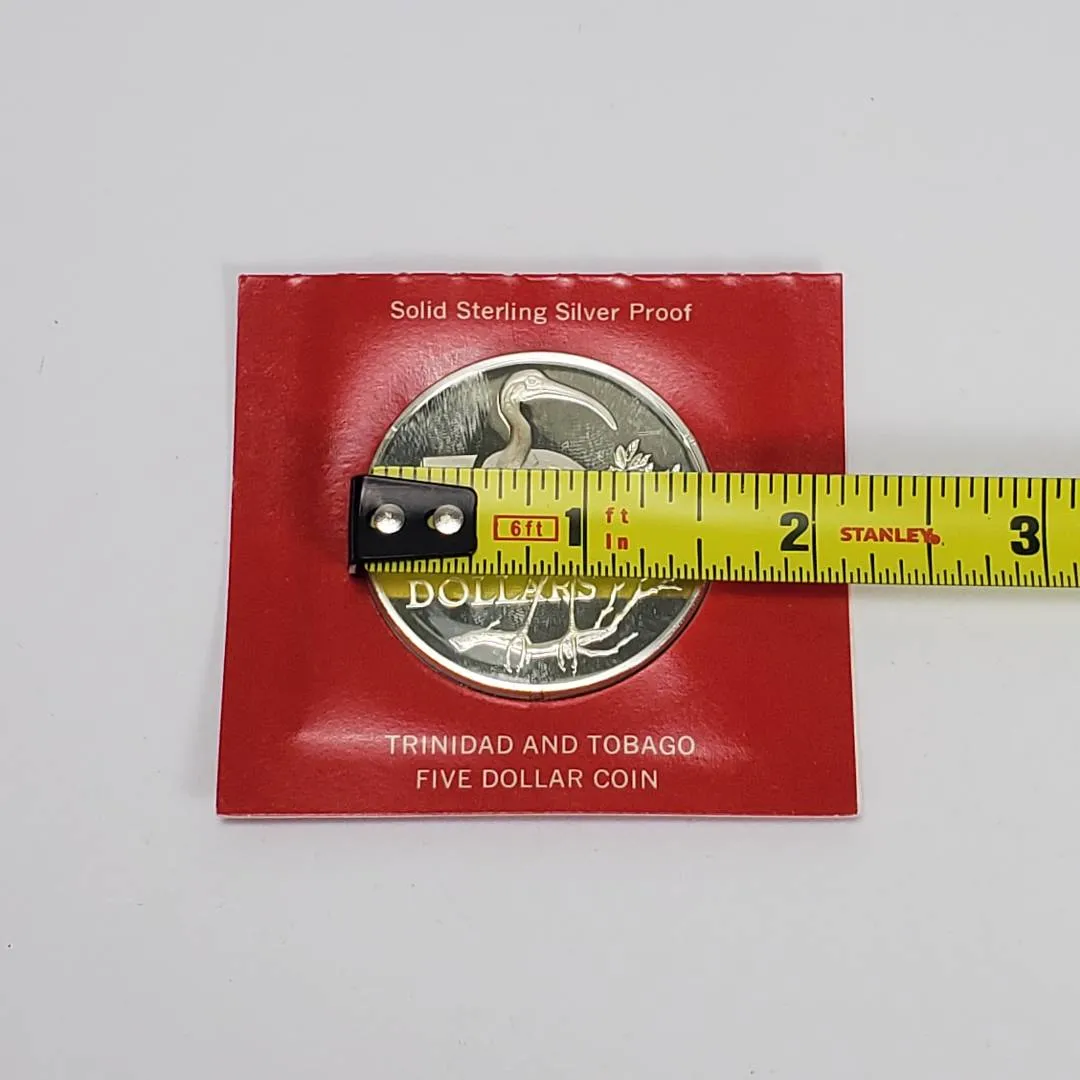 Solid Sterling Silver Proof
6ft
1
ft
in
2
STANLEY®
3
DOLLARS
TRINIDAD AND TOBAGO
FIVE DOLLAR COIN